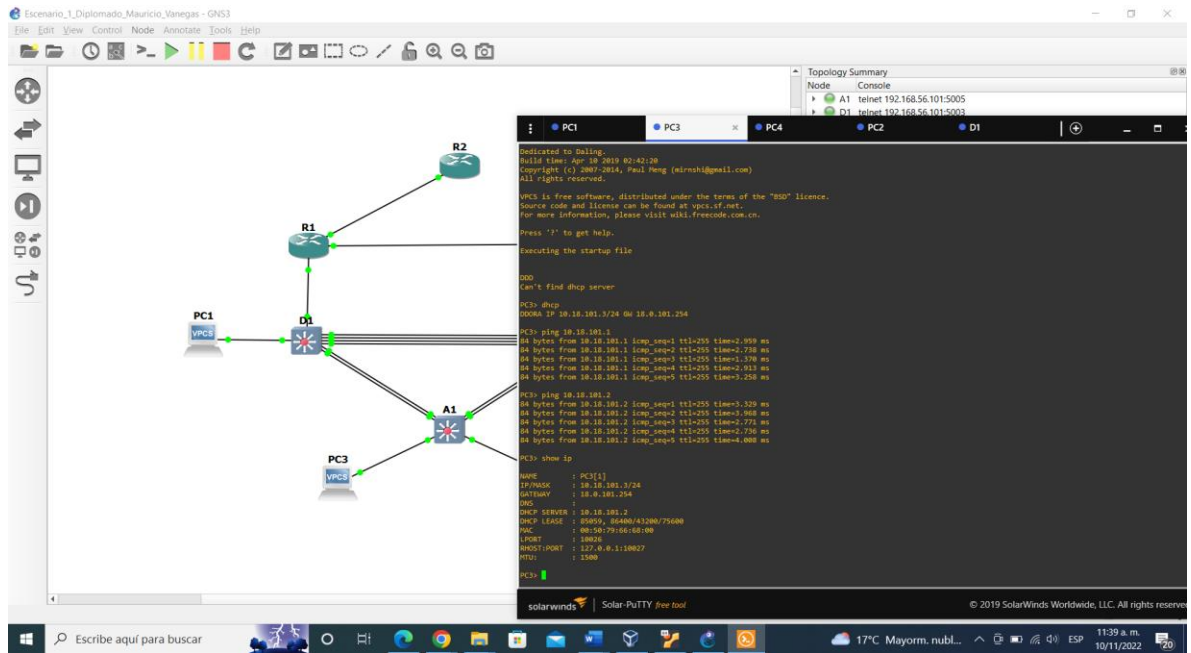 Escenario_1_Diplomado_Mauricio_Vanegas - GNS3
File Edit View Control Node Annotate Tools Help
Topology Summary
Node Console
A1 telnet 192.168.56.101:5005
D1 telnet 192.168.56.101:5003
R2
R1
PC1
VPCS
D1
A1
PC3
VPCS
PC1 PC3 PC4 PC2 D1
Dedicated to Daling.
Build time: Apr 10 2019 02:42:20
Copyright (c) 2007-2014, Paul Meng (mirnshi@gmail.com)
All rights reserved.
VPCS is free software, distributed under the terms of the "BSD" licence.
Source code and license can be found at vpcs.sf.net.
For more information, please visit wiki.freecode.com.cn.
Press '?' to get help.
Executing the startup file
DDD
Can't find dhcp server
PC3> dhcp
DDORA IP 10.18.101.3/24 GW 18.0.101.254
PC3> ping 10.18.101.1
84 bytes from 10.18.101.1 icmp_seq=1 ttl=255 time=2.959 ms
84 bytes from 10.18.101.1 icmp_seq=2 ttl=255 time=2.738 ms
84 bytes from 10.18.101.1 icmp_seq=3 ttl=255 time=1.370 ms
84 bytes from 10.18.101.1 icmp_seq=4 ttl=255 time=2.913 ms
84 bytes from 10.18.101.1 icmp_seq=5 ttl=255 time=3.258 ms
PC3> ping 10.18.101.2
84 bytes from 10.18.101.2 icmp_seq=1 ttl=255 time=3.329 ms
84 bytes from 10.18.101.2 icmp_seq=2 ttl=255 time=3.968 ms
84 bytes from 10.18.101.2 icmp_seq=3 ttl=255 time=2.771 ms
84 bytes from 10.18.101.2 icmp_seq=4 ttl=255 time=2.736 ms
84 bytes from 10.18.101.2 icmp_seq=5 ttl=255 time=4.008 ms
PC3> show ip
NAME : PC3[1]
IP/MASK : 10.18.101.3/24
GATEWAY : 18.0.101.254
DNS :
DHCP SERVER : 10.18.101.2
DHCP LEASE : 85059, 86400/43200/75600
MAC : 00:50:79:66:68:00
LPORT : 10026
RHOST:PORT : 127.0.0.1:10027
MTU: : 1500
PC3>
solarwinds Solar-PuTTY free tool © 2019 SolarWinds Worldwide, LLC. All rights reserved
Escribe aquí para buscar
17°C Mayorm. nubl... ESP 11:39 a. m.
10/11/2022
20